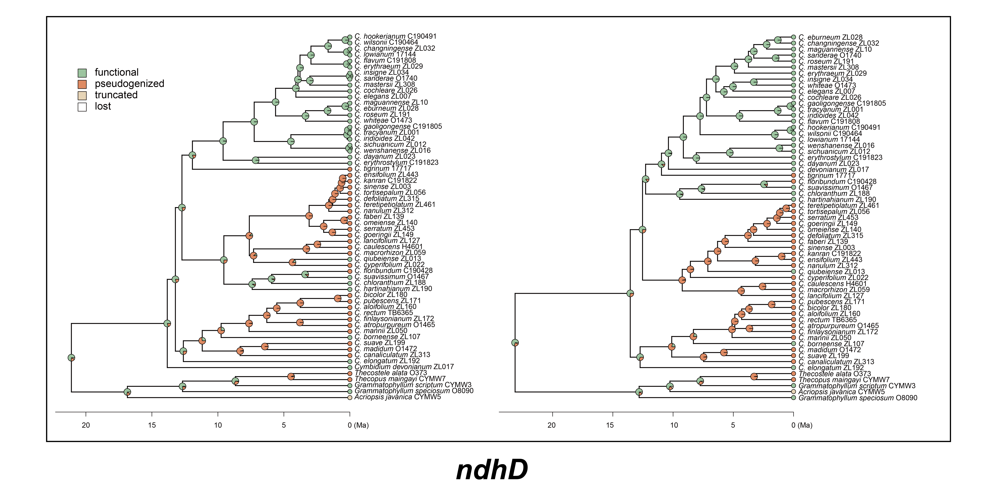 functional
pseudogenized
truncated
lost
C. hookerianum C190491
C. wilsonii C190464
C. changningense ZL032
C. lowianum 17144
C. flavum C191808
C. erythraeum ZL029
C. insigne ZL034
C. sanderae O1740
C. mastersii ZL308
C. cochleare ZL026
C. elegans ZL007
C. maguannense ZL10
C. eburneum ZL028
C. roseum ZL191
C. whiteae O1473
C. gaoligongense C191805
C. tracyanum ZL001
C. iridioides ZL042
C. sichuanicum ZL012
C. wenshanense ZL016
C. dayanum ZL023
C. erythrostylum C191823
C. tigrinum 17717
C. ensifolium ZL443
C. kanran C191822
C. sinense ZL003
C. tortisepalum ZL056
C. defoliatum ZL315
C. teretipetiolatum ZL461
C. nanulum ZL312
C. faberi ZL139
C. omeiense ZL140
C. serratum ZL453
C. goeringii ZL149
C. lancifolium ZL127
C. caulescens H4601
C. macrorhizon ZL059
C. qiubeiense ZL013
C. cyperifolium ZL022
C. floribundum C190428
C. suavissimum O1467
C. chloranthum ZL188
C. hartinahianum ZL190
C. bicolor ZL180
C. pubescens ZL171
C. aloifolium ZL160
C. rectum TB6365
C. finlaysonianum ZL172
C. atropurpureum O1465
C. mannii ZL050
C. borneense ZL107
C. suave ZL199
C. madidum O1472
C. canaliculatum ZL313
C. elongatum ZL192
Cymbidium devonianum ZL017
Thecostele alata O373
Thecopus maingayi CYMW7
Grammatophyllum scriptum CYMW3
Grammatophyllum speciosum O8090
Acriopsis javanica CYMW5
20 15 10 5 0 (Ma)
C. eburneum ZL028
C. changningense ZL032
C. maguannense ZL10
C. sanderae O1740
C. roseum ZL191
C. mastersii ZL308
C. erythraeum ZL029
C. insigne ZL034
C. whiteae O1473
C. elegans ZL007
C. cochleare ZL026
C. gaoligongense C191805
C. tracyanum ZL001
C. iridioides ZL042
C. flavum C191808
C. hookerianum C190491
C. wilsonii C190464
C. lowianum 17144
C. wenshanense ZL016
C. sichuanicum ZL012
C. erythrostylum C191823
C. dayanum ZL023
C. devonianum ZL017
C. tigrinum 17717
C. floribundum C190428
C. suavissimum O1467
C. chloranthum ZL188
C. hartinahianum ZL190
C. teretipetiolatum ZL461
C. tortisepalum ZL056
C. serratum ZL453
C. goeringii ZL149
C. omeiense ZL140
C. defoliatum ZL315
C. faberi ZL139
C. sinense ZL003
C. kanran C191822
C. ensifolium ZL443
C. nanulum ZL312
C. qiubeiense ZL013
C. cyperifolium ZL022
C. caulescens H4601
C. macrorhizon ZL059
C. lancifolium ZL127
C. pubescens ZL171
C. bicolor ZL180
C. aloifolium ZL160
C. rectum TB6365
C. atropurpureum O1465
C. finlaysonianum ZL172
C. mannii ZL050
C. borneense ZL107
C. madidum O1472
C. suave ZL199
C. canaliculatum ZL313
C. elongatum ZL192
Thecostele alata O373
Thecopus maingayi CYMW7
Grammatophyllum scriptum CYMW3
Acriopsis javanica CYMW5
Grammatophyllum speciosum O8090
20 15 10 5 0 (Ma)
ndhD